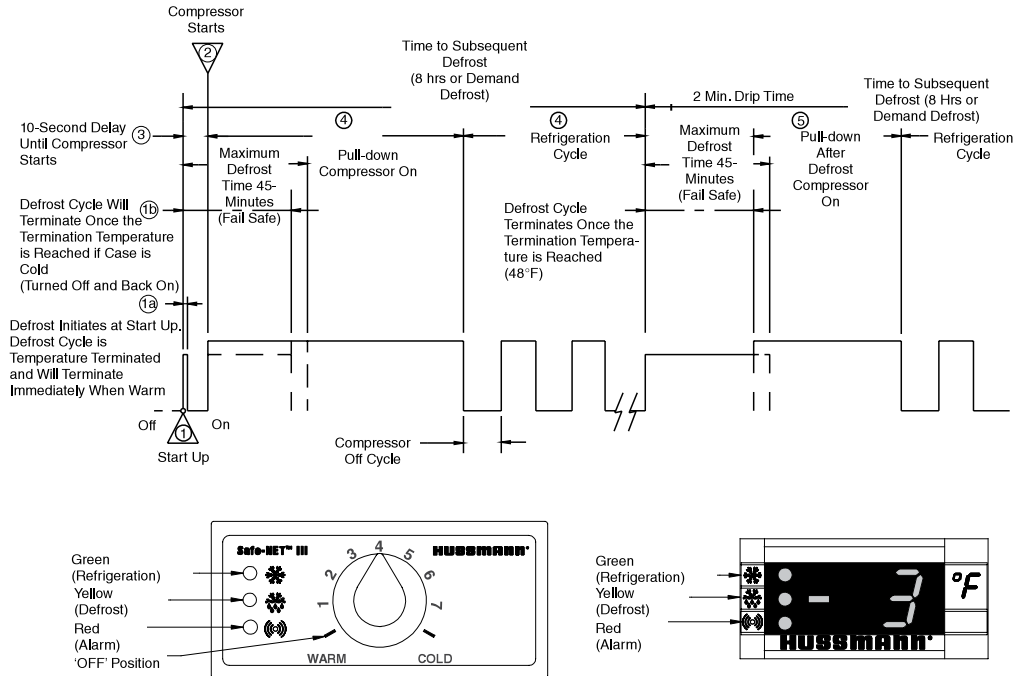 Compressor
Starts
2
Time to Subsequent
Defrost
(8 hrs or Demand
Defrost)
2 Min. Drip Time
Time to Subsequent
Defrost (8 Hrs or
Demand Defrost)
10-Second Delay
Until Compressor
Starts
3
4
4
5
Maximum
Defrost
Time 45-
Minutes
(Fail Safe)
Pull-down
Compressor On
Refrigeration
Cycle
Maximum
Defrost
Time 45-
Minutes
(Fail Safe)
Pull-down
After
Defrost
Compressor
On
Refrigeration
Cycle
Defrost Cycle Will
Terminate Once the
Termination Temperature
is Reached if Case is
Cold
(Turned Off and Back On)
1b
Defrost Cycle
Terminates Once the
Termination Tempera-
ture is Reached
(48°F)
1a
Defrost Initiates at Start Up.
Defrost Cycle is
Temperature Terminated
and Will Terminate
Immediately When Warm
Off
On
1
Start Up
Compressor
Off Cycle
Green
(Refrigeration)
Yellow
(Defrost)
Red
(Alarm)
'OFF' Position
Safe-NET™ III
HUSSMANN®
1
2
3
4
5
6
7
WARM
COLD
Green
(Refrigeration)
Yellow
(Defrost)
Red
(Alarm)
- 3
°F
HUSSMANN®